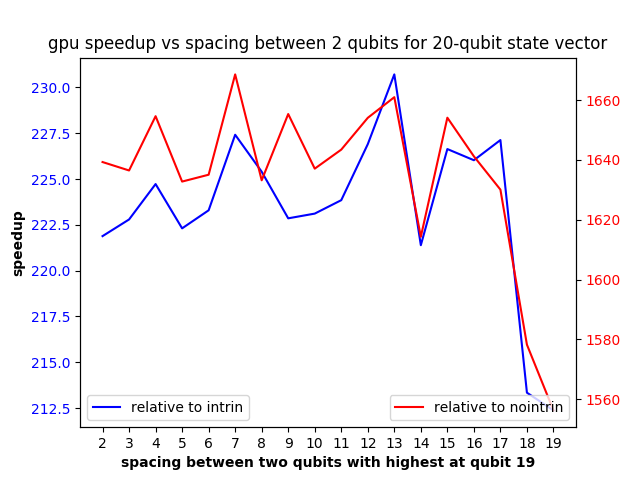 gpu speedup vs spacing between 2 qubits for 20-qubit state vector
230.0
227.5
225.0
222.5
220.0
217.5
215.0
212.5
speedup
1660
1640
1620
1600
1580
1560
relative to intrin
relative to nointrin
2 3 4 5 6 7 8 9 10 11 12 13 14 15 16 17 18 19
spacing between two qubits with highest at qubit 19